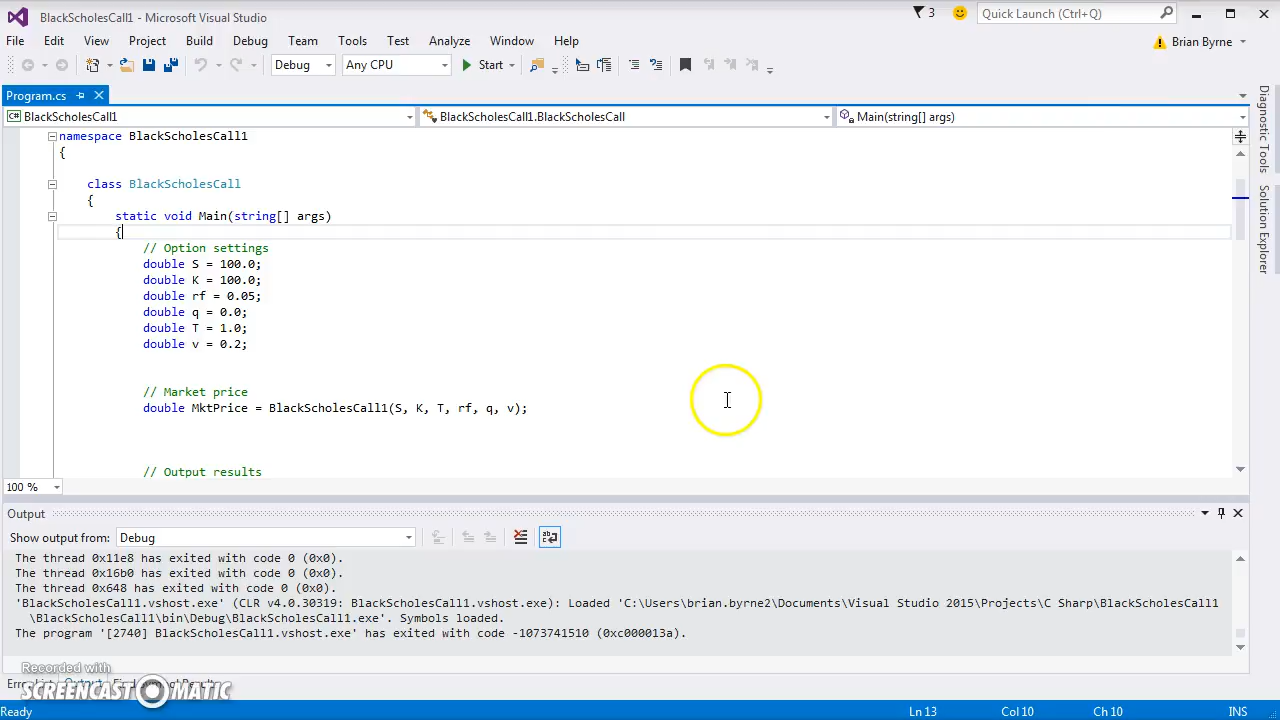 BlackScholesCall1 - Microsoft Visual Studio
3
Quick Launch (Ctrl+Q)
File Edit View Project Build Debug Team Tools Test Analyze Window Help
Brian Byrne
Debug Any CPU Start
Program.cs
BlackScholesCall1 BlackScholesCall1.BlackScholesCall Main(string[] args)
namespace BlackScholesCall1
{
class BlackScholesCall
{
static void Main(string[] args)
{
// Option settings
double S = 100.0;
double K = 100.0;
double rf = 0.05;
double q = 0.0;
double T = 1.0;
double v = 0.2;
// Market price
double MktPrice = BlackScholesCall1(S, K, T, rf, q, v);
// Output results
100 %
Diagnostic Tools
Solution Explorer
Output
Show output from: Debug
The thread 0x11e8 has exited with code 0 (0x0).
The thread 0x16b0 has exited with code 0 (0x0).
The thread 0x648 has exited with code 0 (0x0).
'BlackScholesCall1.vshost.exe' (CLR v4.0.30319: BlackScholesCall1.vshost.exe): Loaded 'C:\Users\brian.byrne2\Documents\Visual Studio 2015\Projects\C Sharp\BlackScholesCall1
\BlackScholesCall1\bin\Debug\BlackScholesCall1.exe'. Symbols loaded.
The program '[2740] BlackScholesCall1.vshost.exe' has exited with code -1073741510 (0xc000013a).
Recorded with
SCREENCAST MATIC
Ready Ln 13 Col 10 Ch 10 INS